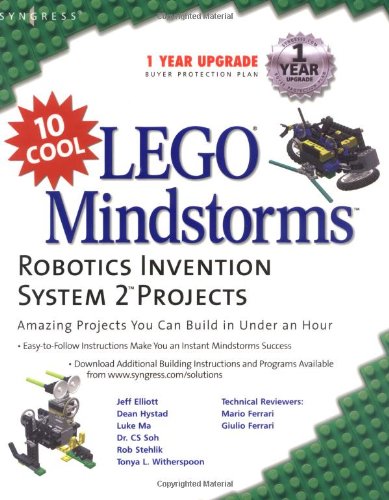 SYNGRESS®
1 YEAR UPGRADE
BUYER PROTECTION PLAN
1 YEAR
UPGRADE
10
COOL
LEGO®
Mindstorms™
ROBOTICS INVENTION
SYSTEM 2™ PROJECTS
Amazing Projects You Can Build in Under an Hour
•Easy-to-Follow Instructions Make You an Instant Mindstorms Success
•Download Additional Building Instructions and Programs Available
from www.syngress.com/solutions
Jeff Elliott
Dean Hystad
Luke Ma
Dr. CS Soh
Rob Stehlik
Tonya L. Witherspoon
Technical Reviewers:
Mario Ferrari
Giulio Ferrari